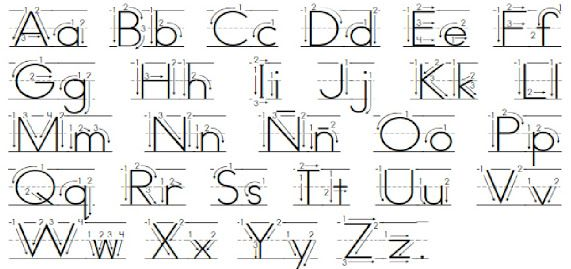 Aa Bb Cc Dd Ee Ff
Gg Hh Ii Jj Kk Ll
Mm Nn Ññ Oo Pp
Qq Rr Ss Tt Uu Vv
Ww Xx Yy Zz.